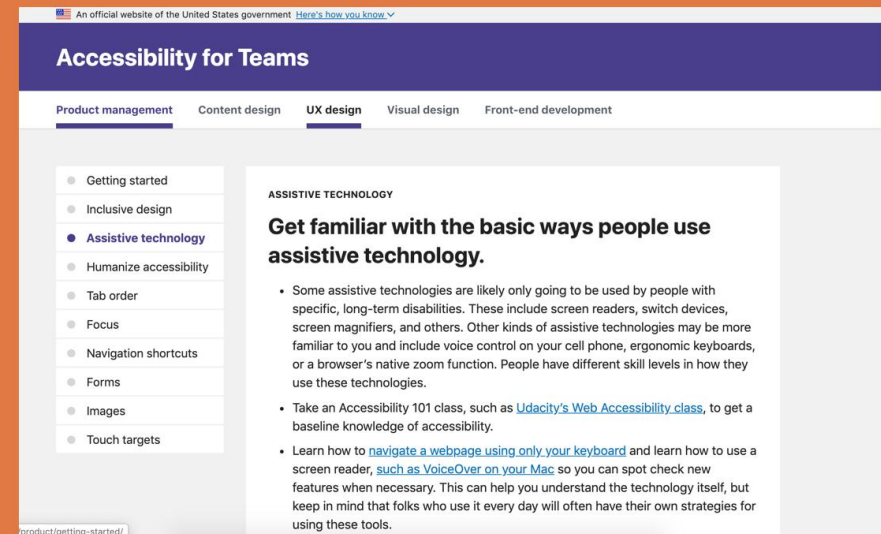 An official website of the United States government Here's how you know
Accessibility for Teams
Product management Content design UX design Visual design Front-end development
Getting started
Inclusive design
Assistive technology
Humanize accessibility
Tab order
Focus
Navigation shortcuts
Forms
Images
Touch targets
ASSISTIVE TECHNOLOGY
Get familiar with the basic ways people use
assistive technology.
• Some assistive technologies are likely only going to be used by people with
specific, long-term disabilities. These include screen readers, switch devices,
screen magnifiers, and others. Other kinds of assistive technologies may be more
familiar to you and include voice control on your cell phone, ergonomic keyboards,
or a browser's native zoom function. People have different skill levels in how they
use these technologies.
• Take an Accessibility 101 class, such as Udacity's Web Accessibility class, to get a
baseline knowledge of accessibility.
• Learn how to navigate a webpage using only your keyboard and learn how to use a
screen reader, such as VoiceOver on your Mac so you can spot check new
features when necessary. This can help you understand the technology itself, but
keep in mind that folks who use it every day will often have their own strategies for
using these tools.
/product/getting-started/